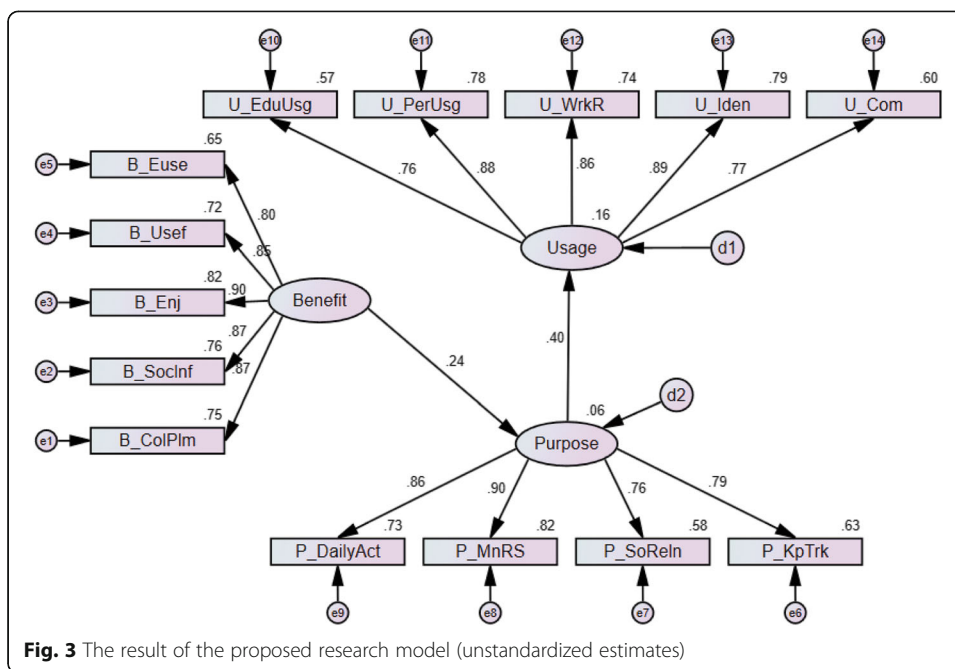 e10 e11 e12 e13 e14
.57 .78 .74 .79 .60
U_EduUsg U_PerUsg U_WrkR U_Iden U_Com
.76 .88 .86 .89 .77
.16
Usage d1
.65
e5 B_Euse
.80
.72
e4 B_Usef
.85
.82
e3 B_Enj
.90
Benefit
.87
.76
e2 B_SocInf
.87
.75
e1 B_ColPlm
.24
.40
d2
.06
Purpose
.86 .90 .76 .79
.73 .82 .58 .63
P_DailyAct P_MnRS P_SoReln P_KpTrk
e9 e8 e7 e6
Fig. 3 The result of the proposed research model (unstandardized estimates)